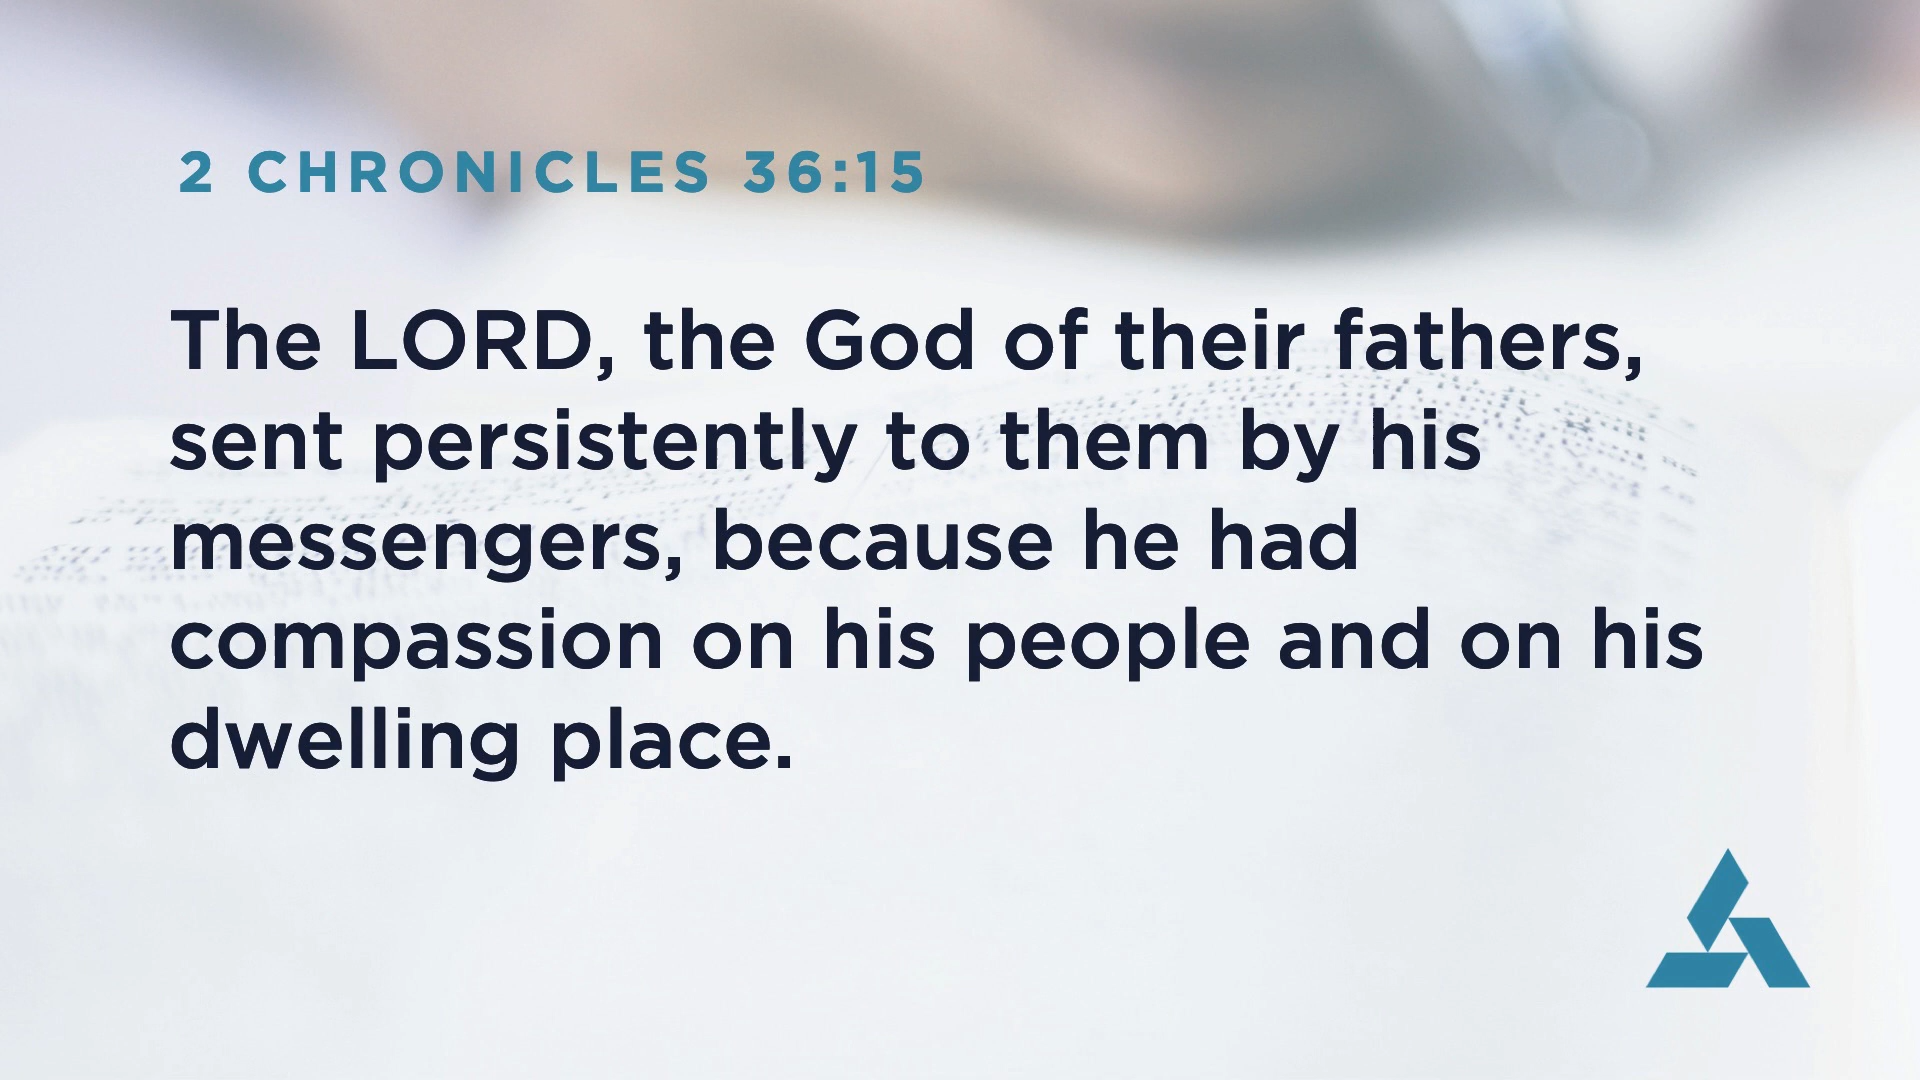 2 CHRONICLES 36:15
The LORD, the God of their fathers,
sent persistently to them by his
messengers, because he had
compassion on his people and on his
dwelling place.